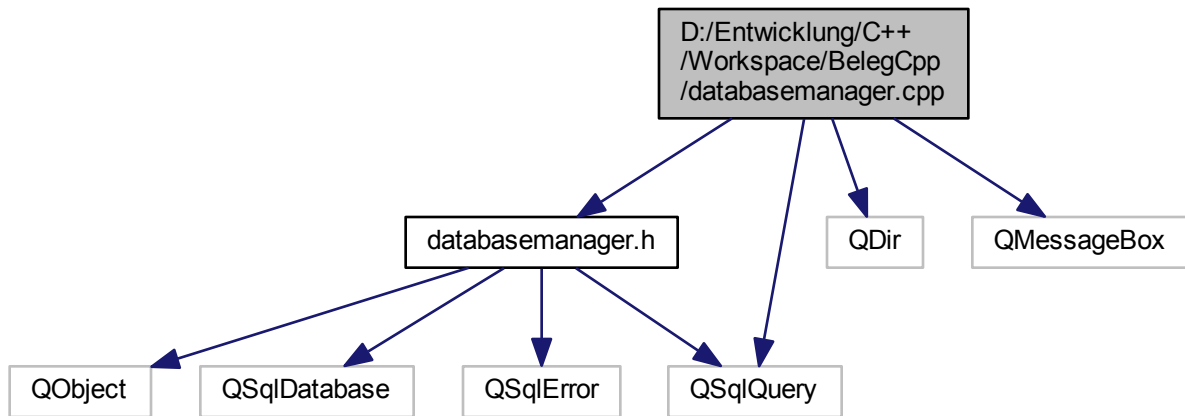 D:/Entwicklung/C++
/Workspace/BelegCpp
/databasemanager.cpp
databasemanager.h
QDir
QMessageBox
QObject
QSqlDatabase
QSqlError
QSqlQuery